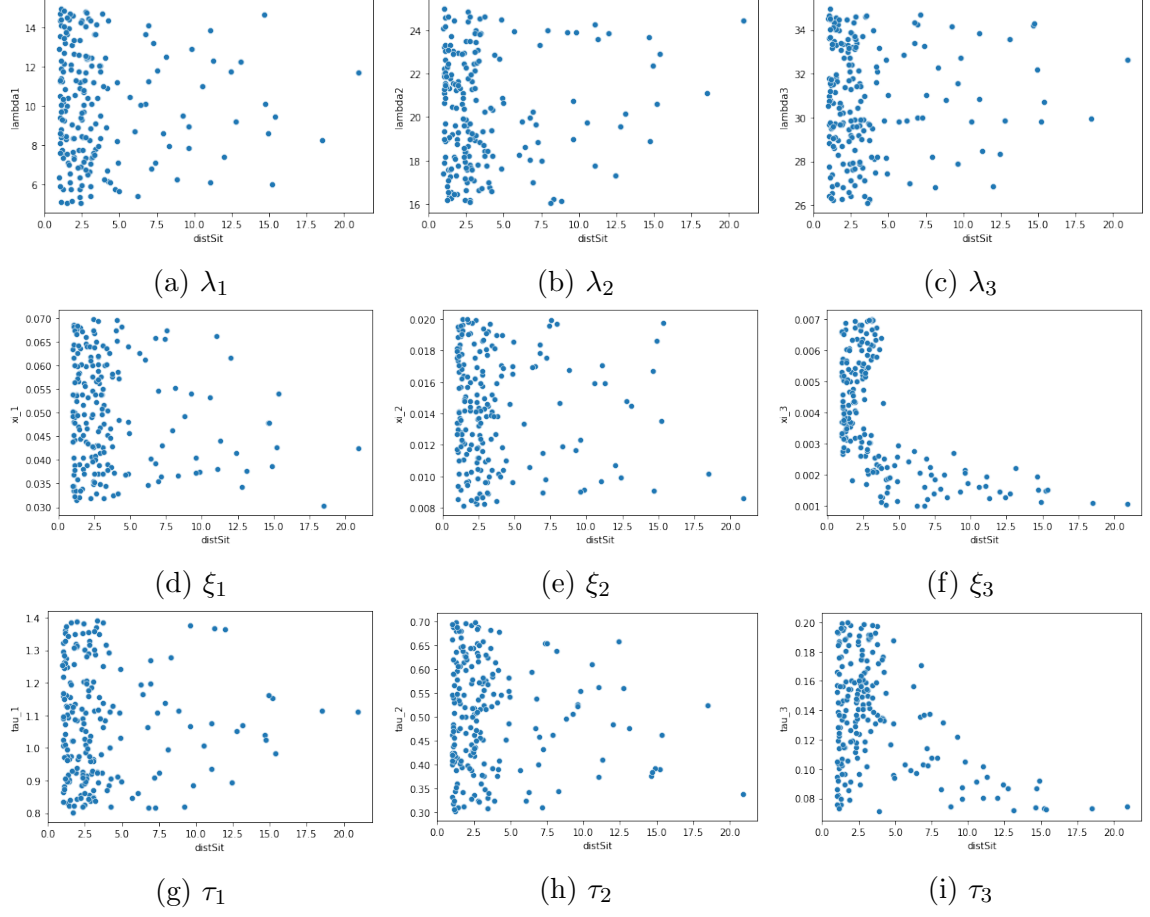 14
12
10
8
6
lambda1
0.0 2.5 5.0 7.5 10.0 12.5 15.0 17.5 20.0
distSit
(a) λ₁
24
22
20
18
16
lambda2
0.0 2.5 5.0 7.5 10.0 12.5 15.0 17.5 20.0
distSit
(b) λ₂
34
32
30
28
26
lambda3
0.0 2.5 5.0 7.5 10.0 12.5 15.0 17.5 20.0
distSit
(c) λ₃
0.070
0.065
0.060
0.055
0.050
0.045
0.040
0.035
0.030
xi_1
0.0 2.5 5.0 7.5 10.0 12.5 15.0 17.5 20.0
distSit
(d) ξ₁
0.020
0.018
0.016
0.014
0.012
0.010
0.008
xi_2
0.0 2.5 5.0 7.5 10.0 12.5 15.0 17.5 20.0
distSit
(e) ξ₂
0.007
0.006
0.005
0.004
0.003
0.002
0.001
xi_3
0.0 2.5 5.0 7.5 10.0 12.5 15.0 17.5 20.0
distSit
(f) ξ₃
1.4
1.3
1.2
1.1
1.0
0.9
0.8
tau_1
0.0 2.5 5.0 7.5 10.0 12.5 15.0 17.5 20.0
distSit
(g) τ₁
0.70
0.65
0.60
0.55
0.50
0.45
0.40
0.35
0.30
tau_2
0.0 2.5 5.0 7.5 10.0 12.5 15.0 17.5 20.0
distSit
(h) τ₂
0.20
0.18
0.16
0.14
0.12
0.10
0.08
tau_3
0.0 2.5 5.0 7.5 10.0 12.5 15.0 17.5 20.0
distSit
(i) τ₃